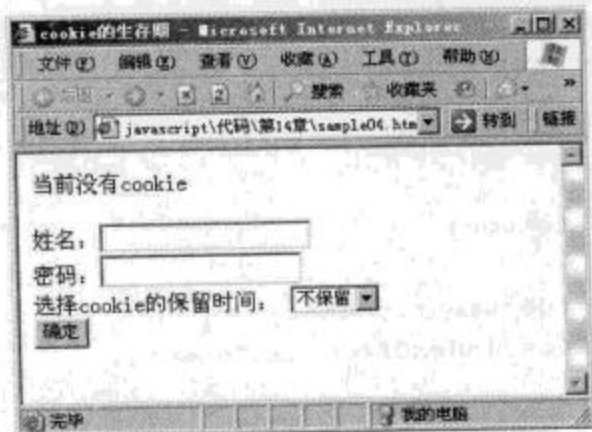 cookie的生存期 - Microsoft Internet Explorer
文件(F) 编辑(E) 查看(V) 收藏(A) 工具(T) 帮助(H)
后退 搜索 收藏夹 »
地址(D) javascript\代码\第14章\sample04.htm 转到 链接
当前没有cookie
姓名：
密码：
选择cookie的保留时间： 不保留
确定
完毕 我的电脑